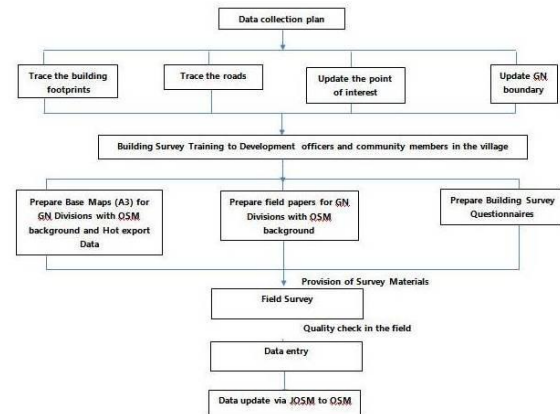 Data collection plan
Trace the building
footprints
Trace the roads
Update the point
of interest
Update GN
boundary
Building Survey Training to Development officers and community members in the village
Prepare Base Maps (A3) for
GN Divisions with OSM
background and Hot export
Data
Prepare field papers for GN
Divisions with OSM
background
Prepare Building Survey
Questionnaires
Provision of Survey Materials
Field Survey
Quality check in the field
Data entry
Data update via JOSM to OSM